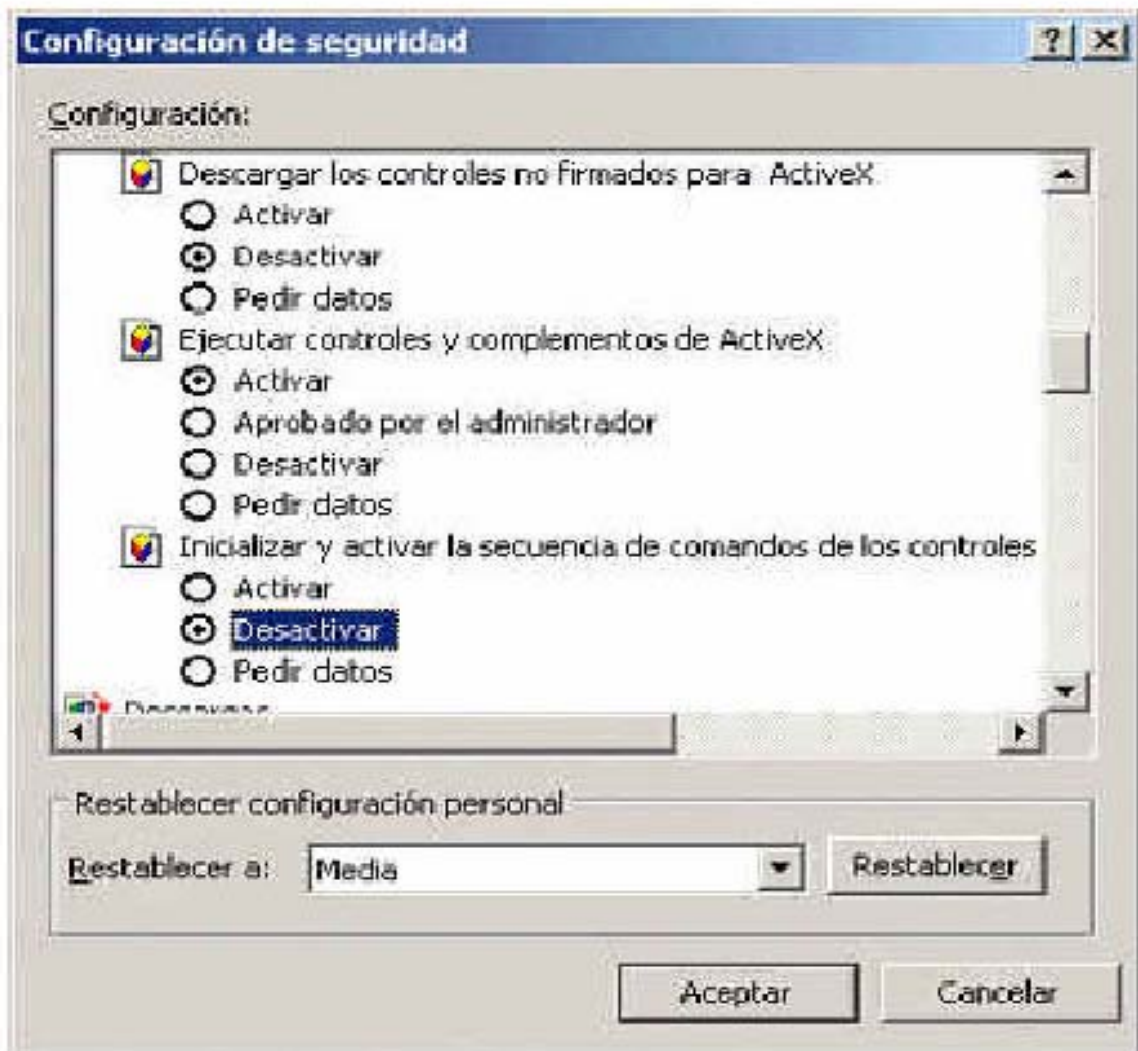 Configuración de seguridad
Configuración:
Descargar los controles no firmados para ActiveX
Activar
Desactivar
Pedir datos
Ejecutar controles y complementos de ActiveX
Activar
Aprobado por el administrador
Desactivar
Pedir datos
Inicializar y activar la secuencia de comandos de los controles
Activar
Desactivar
Pedir datos
Restablecer configuración personal
Restablecer a:
Media
Restablecer
Aceptar
Cancelar